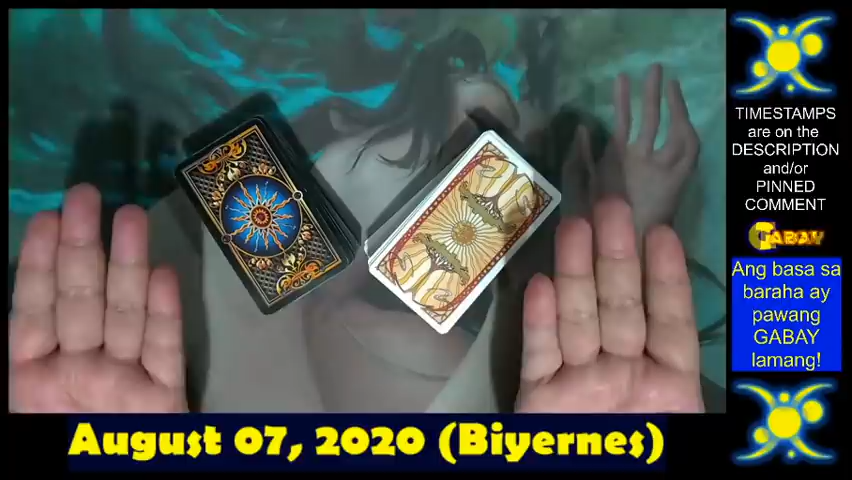 TIMESTAMPS
are on the
DESCRIPTION
and/or
PINNED
COMMENT
GABAY
Ang basa sa
baraha ay
pawang
GABAY
lamang!
August 07, 2020 (Biyernes)